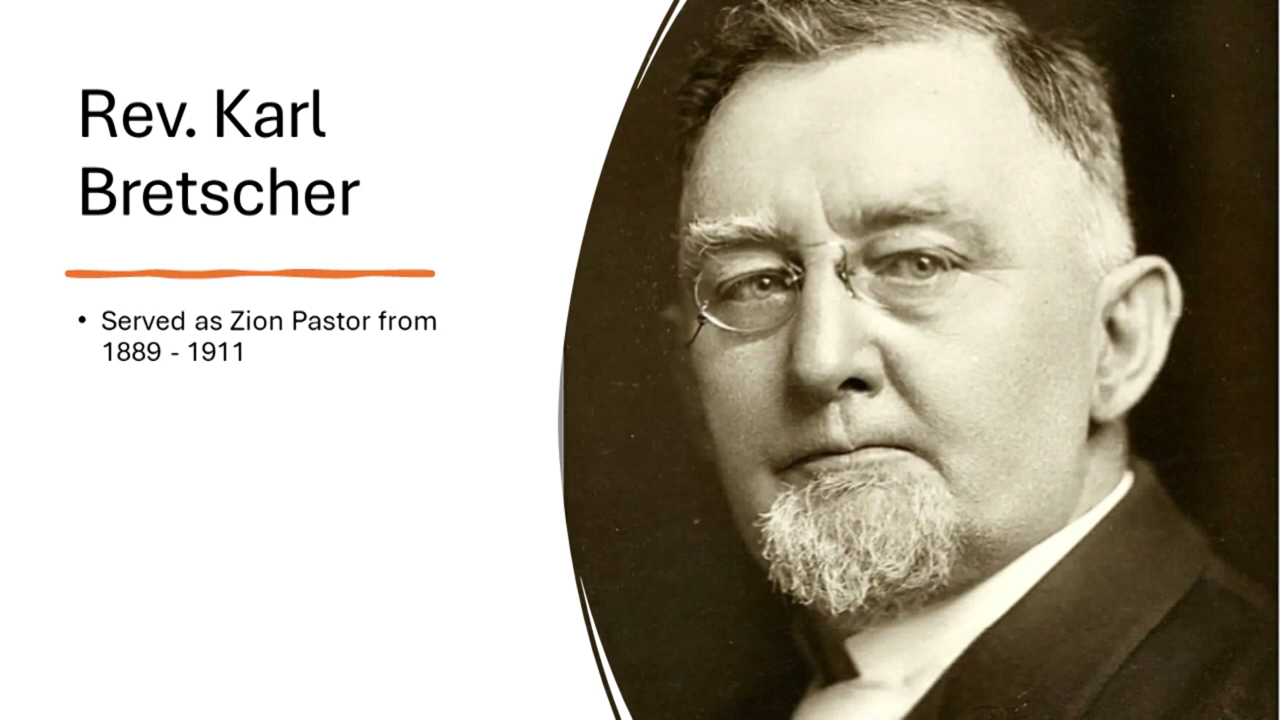 Rev. Karl
Bretscher
• Served as Zion Pastor from
1889 - 1911